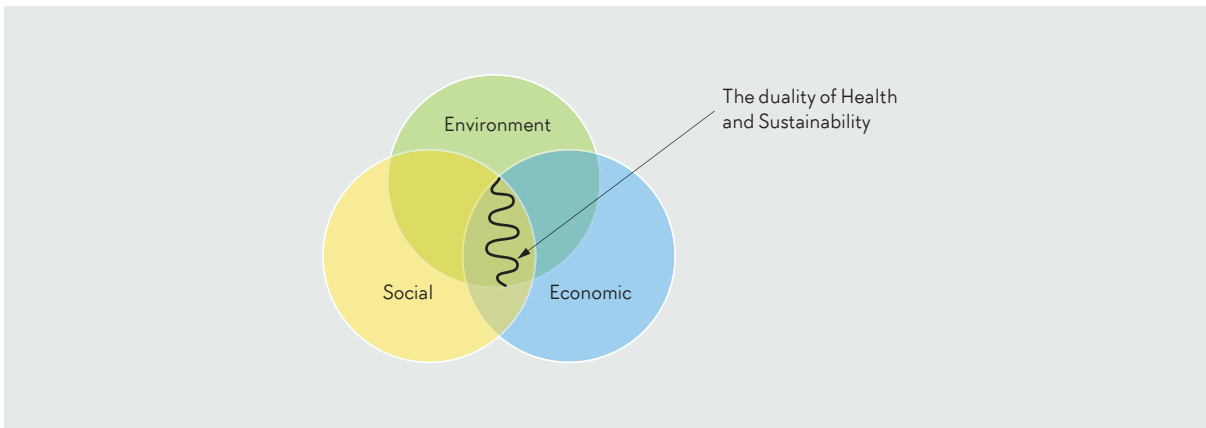 The duality of Health
and Sustainability
Environment
Social
Economic